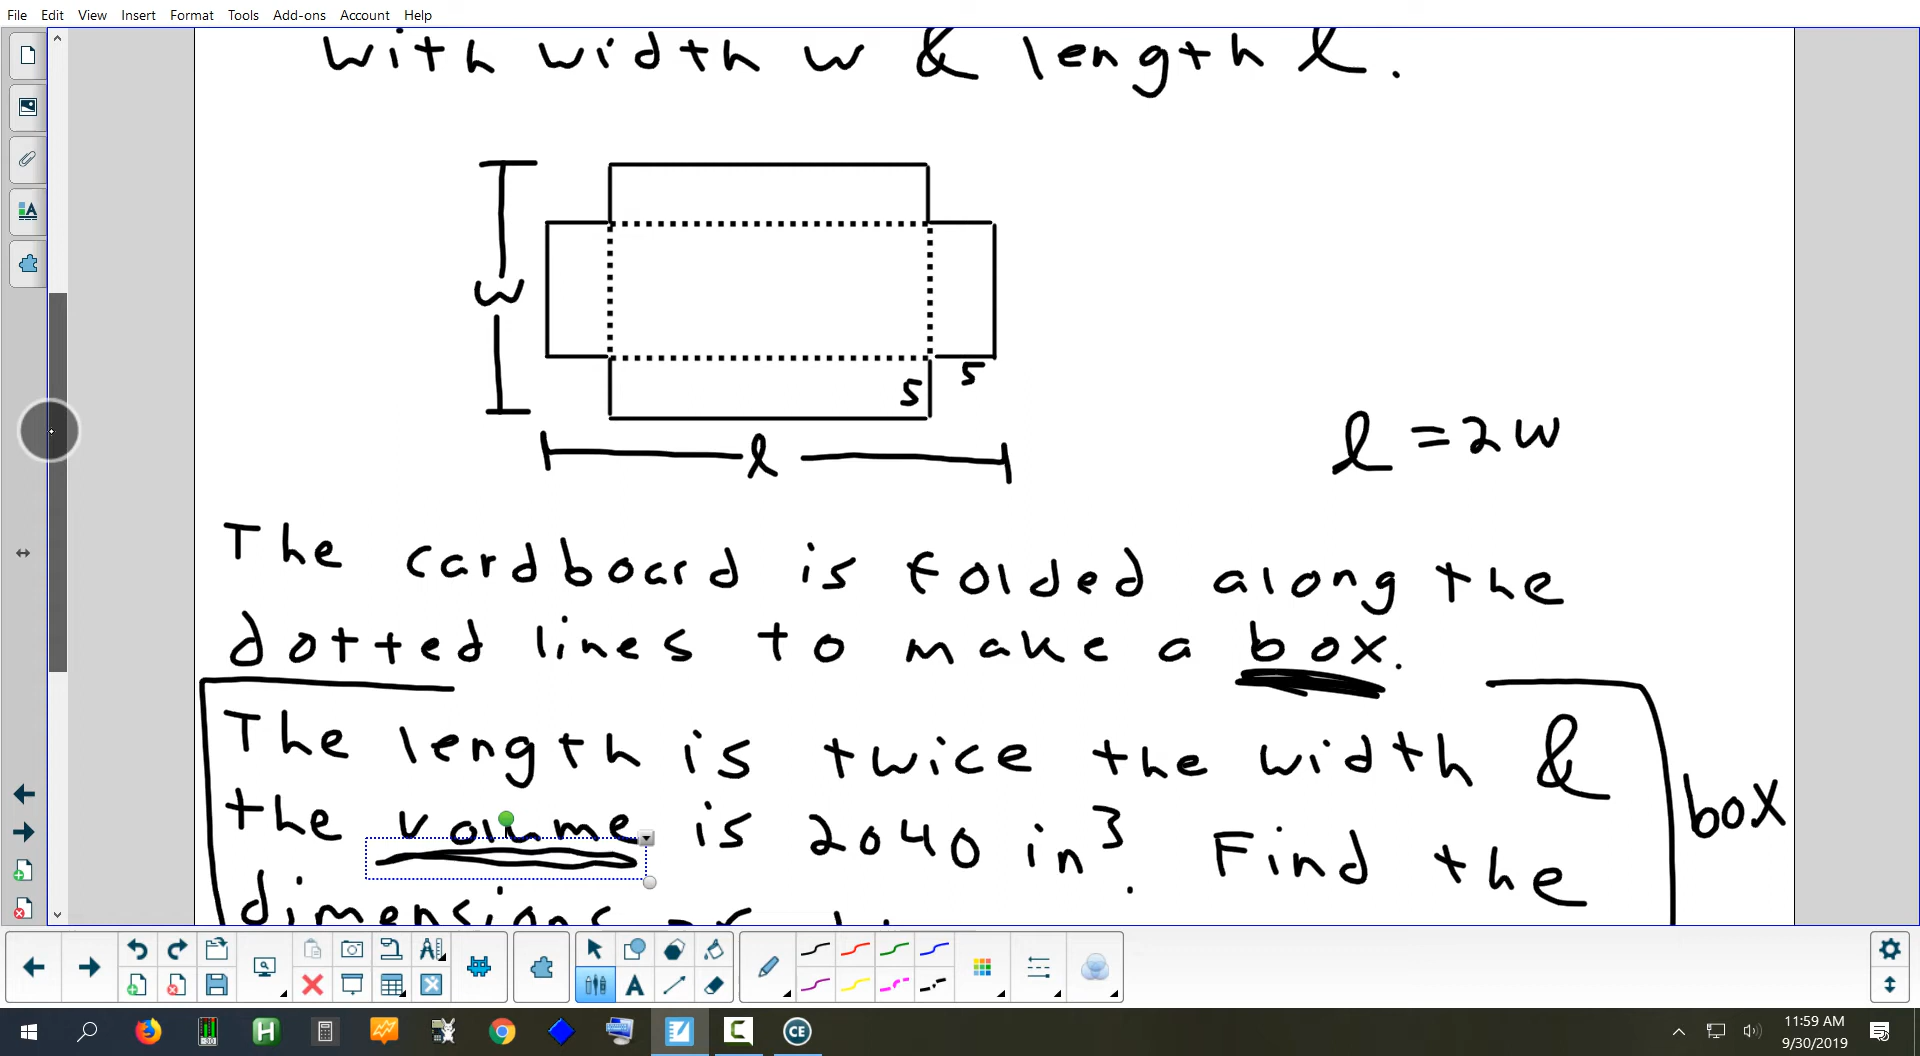 File Edit View Insert Format Tools Add-ons Account Help
with width w & length l.
w
5 5
l
l = 2w
The cardboard is folded along the
dotted lines to make a box.
The length is twice the width &
the volume is 2040 in³. Find the
box
dimensions
A
H
CE
11:59 AM
9/30/2019